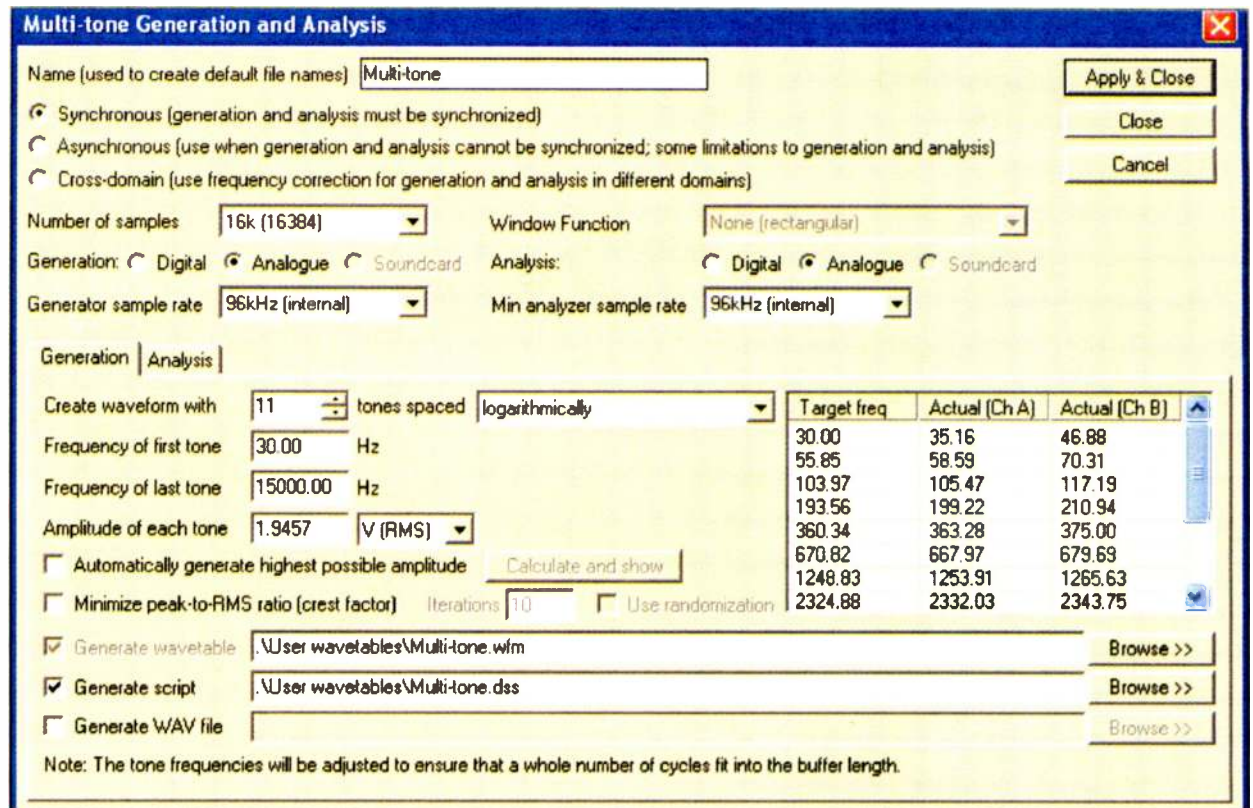 Multi-tone Generation and Analysis
Name (used to create default file names) Multi-tone Apply & Close
Synchronous (generation and analysis must be synchronized)
Close
Asynchronous (use when generation and analysis cannot be synchronized; some limitations to generation and analysis)
Cancel
Cross-domain (use frequency correction for generation and analysis in different domains)
Number of samples 16k (16384) Window Function None (rectangular)
Generation: Digital Analogue Soundcard Analysis: Digital Analogue Soundcard
Generator sample rate 96kHz (internal) Min analyzer sample rate 96kHz (internal)
Generation Analysis
Create waveform with 11 tones spaced logarithmically
Frequency of first tone 30.00 Hz
Frequency of last tone 15000.00 Hz
Amplitude of each tone 1.9457 V (RMS)
Automatically generate highest possible amplitude Calculate and show
Minimize peak-to-RMS ratio (crest factor) Iterations 10 Use randomization
Target freq Actual (Ch A) Actual (Ch B)
30.00 35.16 46.88
55.85 58.59 70.31
103.97 105.47 117.19
193.56 199.22 210.94
360.34 363.28 375.00
670.82 667.97 679.69
1248.83 1253.91 1265.63
2324.88 2332.03 2343.75
Generate wavetable .\User wavetables\Multi-tone.wfm Browse >>
Generate script .\User wavetables\Multi-tone.dss Browse >>
Generate WAV file Browse >>
Note: The tone frequencies will be adjusted to ensure that a whole number of cycles fit into the buffer length.